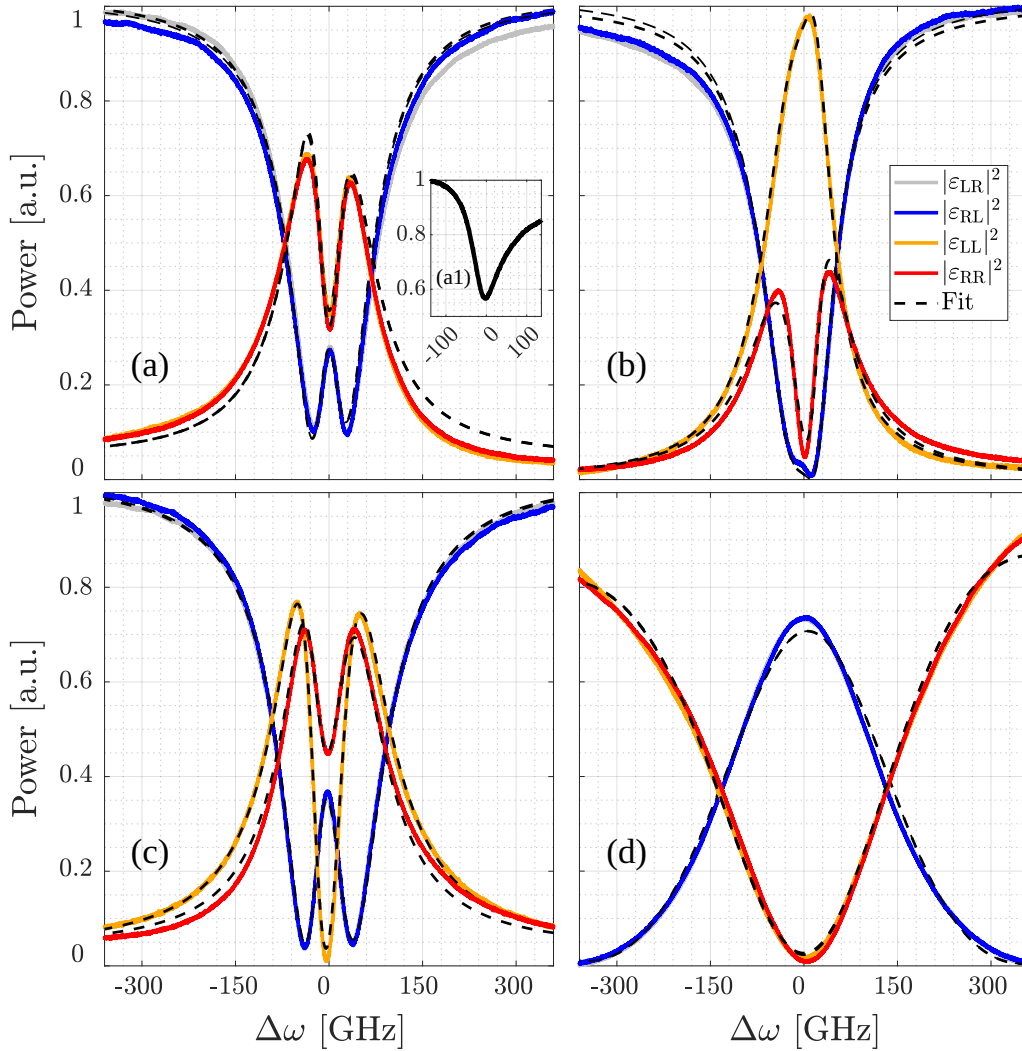 1
0.8
0.6
0.4
0.2
0
Power [a.u.]
(a)
1
0.8
0.6
(a1)
-100
0
100
(b)
|ε_LR|²
|ε_RL|²
|ε_LL|²
|ε_RR|²
Fit
1
0.8
0.6
0.4
0.2
0
Power [a.u.]
(c)
-300 -150 0 150 300
Δω [GHz]
(d)
-300 -150 0 150 300
Δω [GHz]